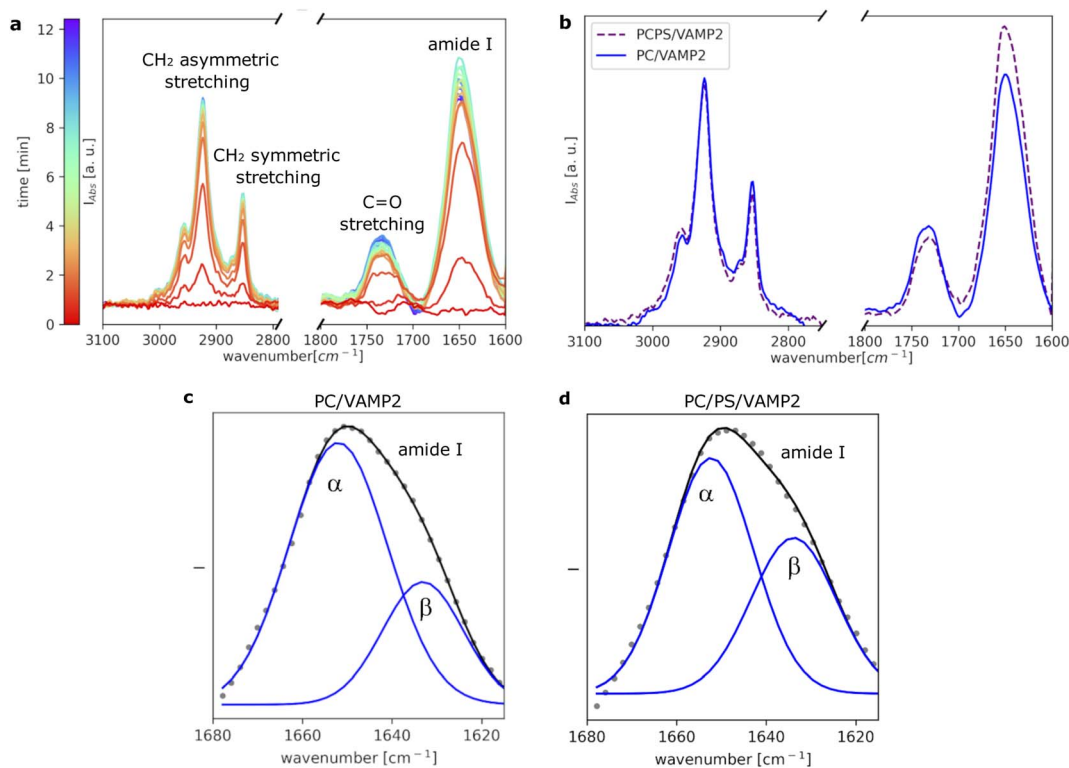 a
12
10
8
6
4
2
0
time [min]
I_Abs [a. u.]
CH₂ asymmetric
stretching
CH₂ symmetric
stretching
C=O
stretching
amide I
3100 3000 2900 2800 1800 1750 1700 1650 1600
wavenumber[cm⁻¹]
b
PCPS/VAMP2
PC/VAMP2
I_Abs [a. u.]
3100 3000 2900 2800 1800 1750 1700 1650 1600
wavenumber[cm⁻¹]
c
PC/VAMP2
amide I
α
β
I
1680 1660 1640 1620
wavenumber [cm⁻¹]
d
PC/PS/VAMP2
amide I
α
β
I
1680 1660 1640 1620
wavenumber [cm⁻¹]